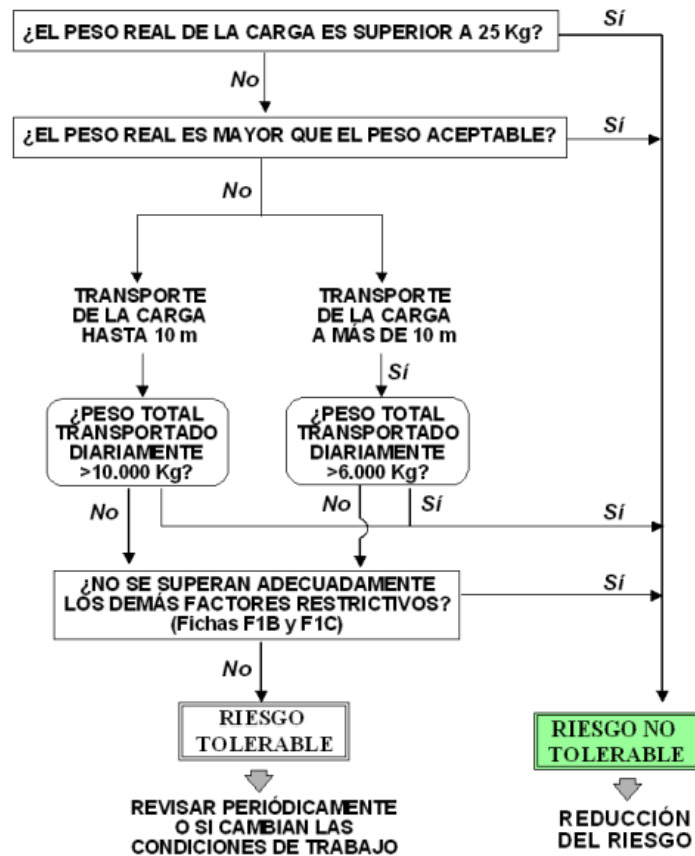 ¿EL PESO REAL DE LA CARGA ES SUPERIOR A 25 Kg?
Sí
No
¿EL PESO REAL ES MAYOR QUE EL PESO ACEPTABLE?
Sí
No
TRANSPORTE
DE LA CARGA
HASTA 10 m
TRANSPORTE
DE LA CARGA
A MÁS DE 10 m
Sí
¿PESO TOTAL
TRANSPORTADO
DIARIAMENTE
>10.000 Kg?
¿PESO TOTAL
TRANSPORTADO
DIARIAMENTE
>6.000 Kg?
No
No
Sí
Sí
¿NO SE SUPERAN ADECUADAMENTE
LOS DEMÁS FACTORES RESTRICTIVOS?
(Fichas F1B y F1C)
Sí
No
RIESGO
TOLERABLE
RIESGO NO
TOLERABLE
REVISAR PERIÓDICAMENTE
O SI CAMBIAN LAS
CONDICIONES DE TRABAJO
REDUCCIÓN
DEL RIESGO